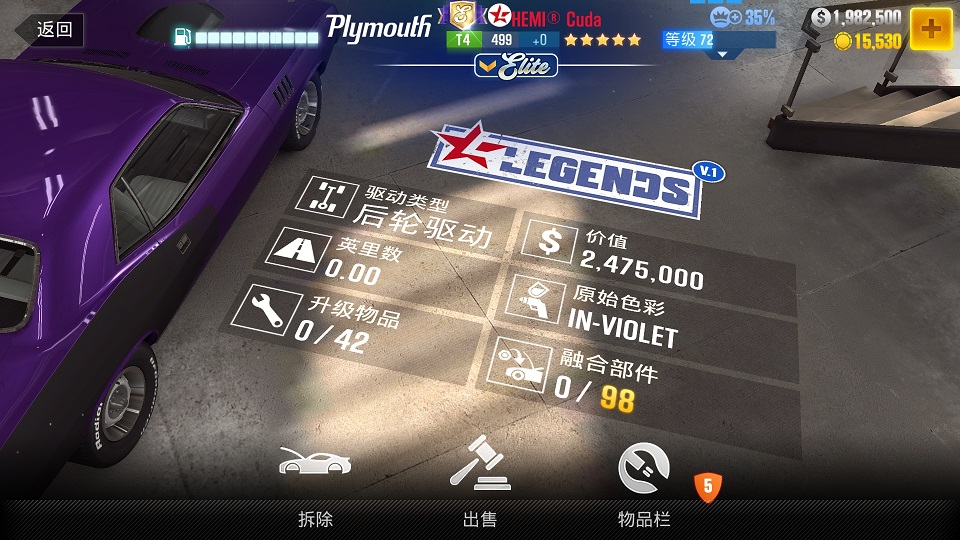 返回
Plymouth
HEMI® Cuda
T4 499 +0
Elite
35%
等级 72
$ 1,982,500
15,530
LEGENDS
V.1
驱动类型
后轮驱动
英里数
0.00
升级物品
0 / 42
价值
2,475,000
原始色彩
IN-VIOLET
融合部件
0 / 98
拆除
出售
物品栏
5